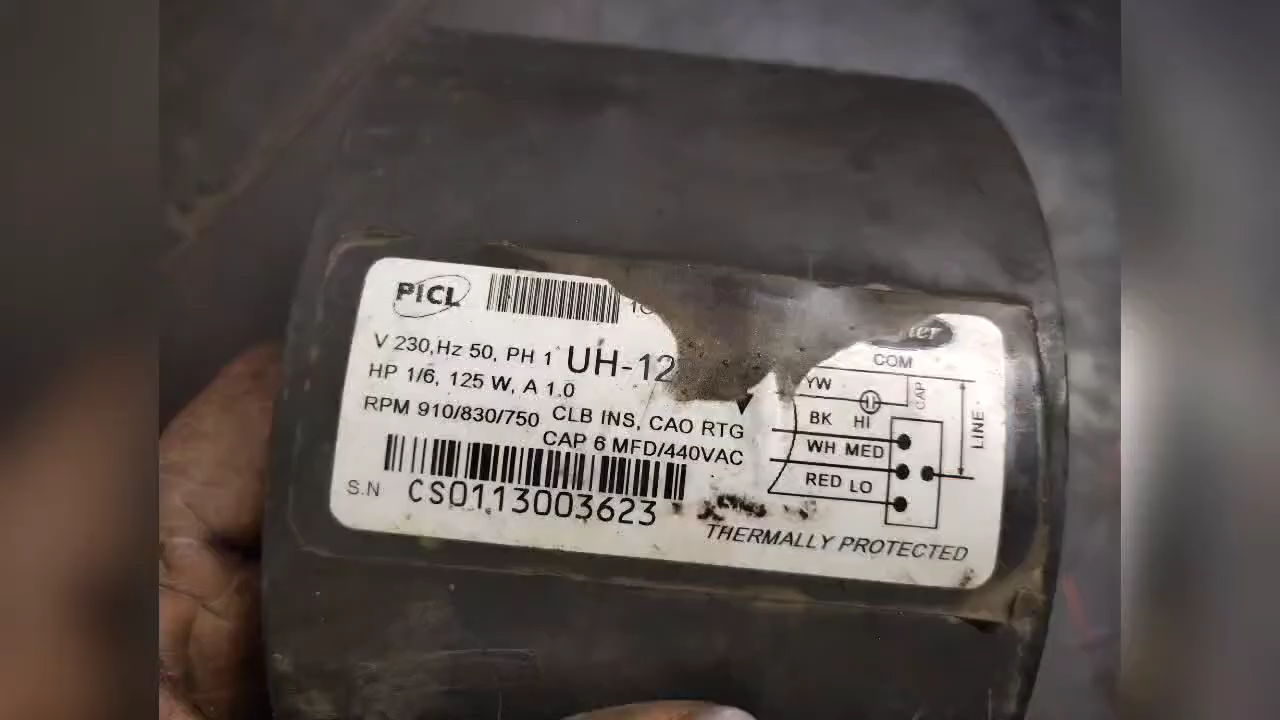 PICL
V 230,Hz 50, PH 1 UH-12
HP 1/6, 125 W, A 1.0
RPM 910/830/750 CLB INS, CAO RTG
CAP 6 MFD/440VAC
S.N CS0113003623
COM
YW
CAP
BK HI
WH MED
RED LO
LINE
THERMALLY PROTECTED